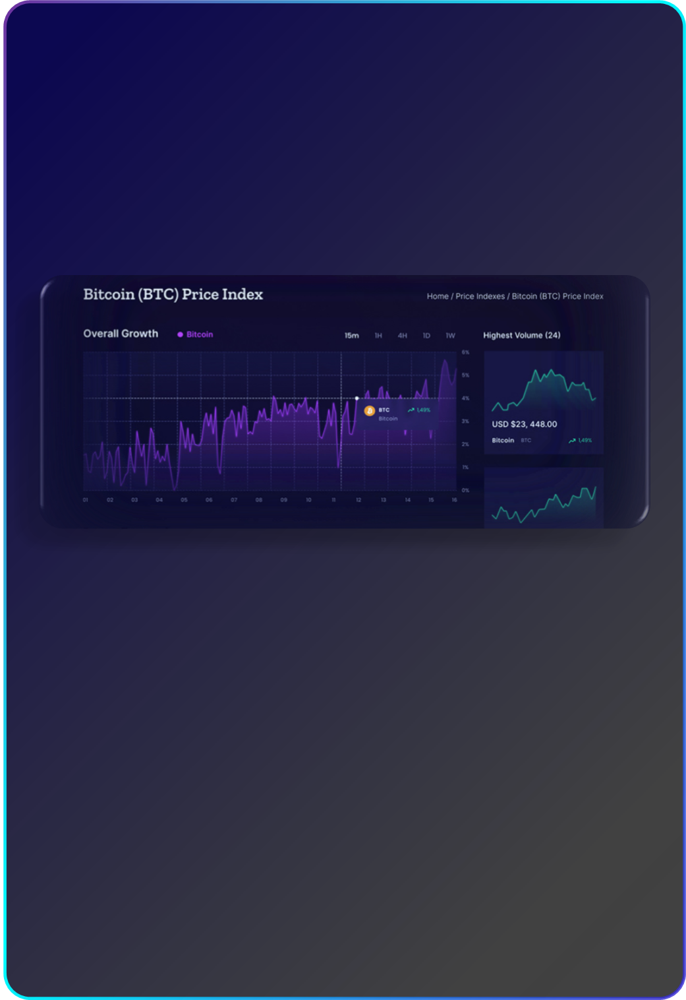 Bitcoin (BTC) Price Index
Home / Price Indexes / Bitcoin (BTC) Price Index
Overall Growth
Bitcoin
15m 1H 4H 1D 1W
Highest Volume (24)
6%
5%
4%
3%
2%
1%
0%
BTC 1,49%
Bitcoin
01 02 03 04 05 06 07 08 09 10 11 12 13 14 15 16
USD $23, 448.00
Bitcoin BTC 1,49%